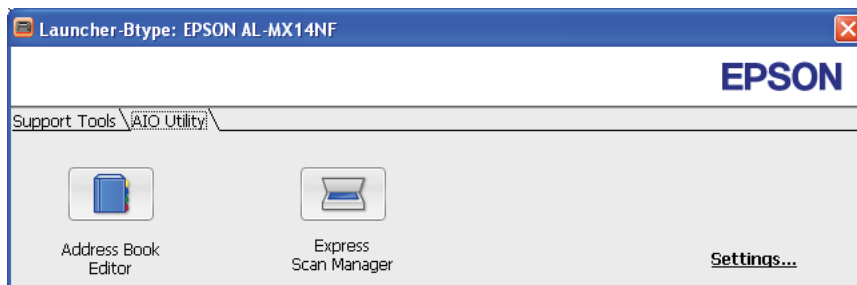 Launcher-Btype: EPSON AL-MX14NF
EPSON
Support Tools AIO Utility
Address Book
Editor
Express
Scan Manager
Settings...